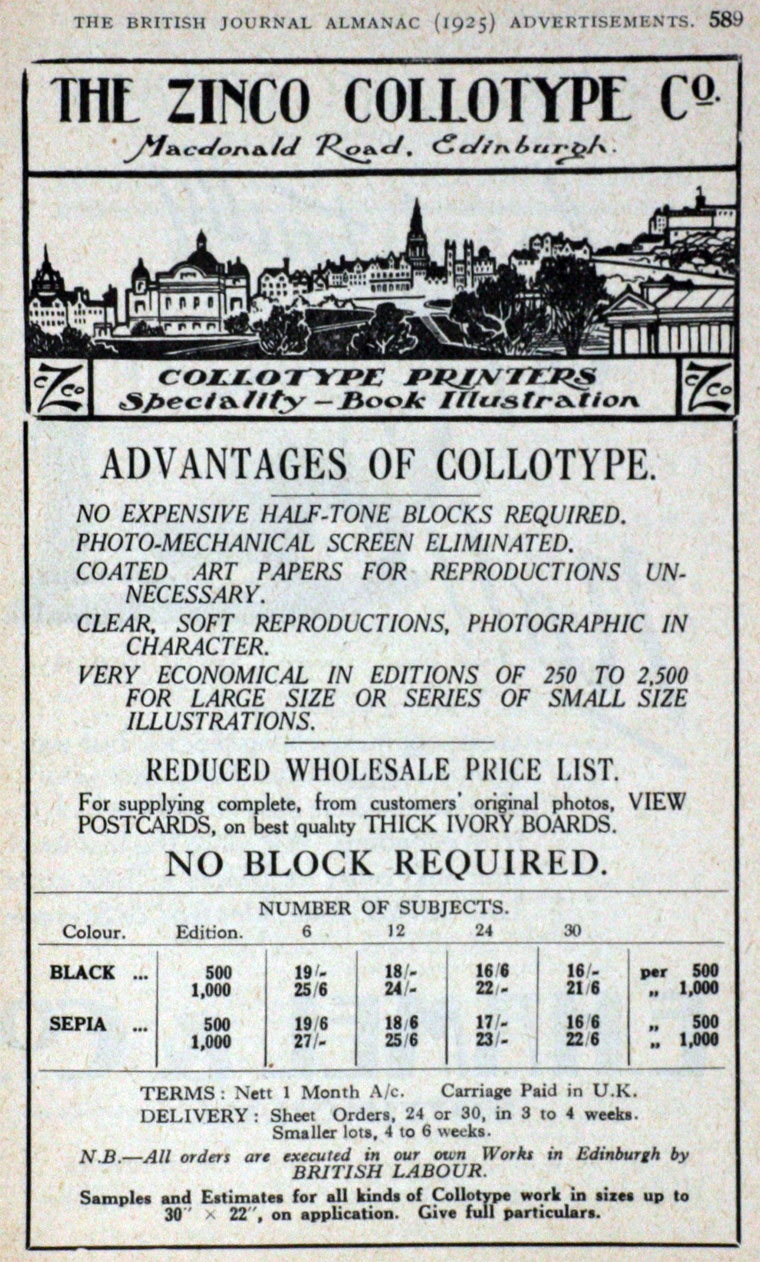 THE BRITISH JOURNAL ALMANAC (1925) ADVERTISEMENTS. 589
THE ZINCO COLLOTYPE Co.
Macdonald Road, Edinburgh.
CZCo COLLOTYPE PRINTERS CZCo
Speciality – Book Illustration
ADVANTAGES OF COLLOTYPE.
NO EXPENSIVE HALF-TONE BLOCKS REQUIRED.
PHOTO-MECHANICAL SCREEN ELIMINATED.
COATED ART PAPERS FOR REPRODUCTIONS UN-
NECESSARY.
CLEAR, SOFT REPRODUCTIONS, PHOTOGRAPHIC IN
CHARACTER.
VERY ECONOMICAL IN EDITIONS OF 250 TO 2,500
FOR LARGE SIZE OR SERIES OF SMALL SIZE
ILLUSTRATIONS.
REDUCED WHOLESALE PRICE LIST.
For supplying complete, from customers' original photos, VIEW
POSTCARDS, on best quality THICK IVORY BOARDS.
NO BLOCK REQUIRED.
NUMBER OF SUBJECTS.
Colour. Edition. 6 12 24 30
BLACK ... 500 19/- 18/- 16/6 16/- per 500
1,000 25/6 24/- 22/- 21/6 „ 1,000
SEPIA ... 500 19/6 18/6 17/- 16/6 „ 500
1,000 27/- 25/6 23/- 22/6 „ 1,000
TERMS : Nett 1 Month A/c. Carriage Paid in U.K.
DELIVERY : Sheet Orders, 24 or 30, in 3 to 4 weeks.
Smaller lots, 4 to 6 weeks.
N.B.—All orders are executed in our own Works in Edinburgh by
BRITISH LABOUR.
Samples and Estimates for all kinds of Collotype work in sizes up to
30" × 22", on application. Give full particulars.